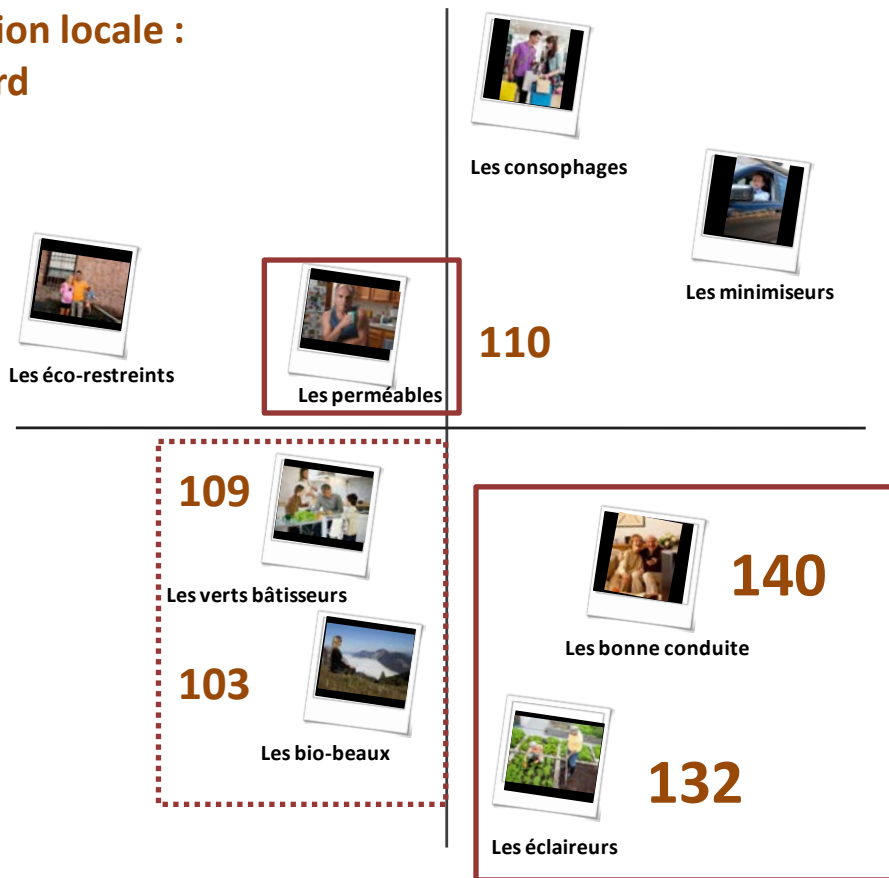 ion locale :
rd
Les consophages
Les minimiseurs
Les éco-restreints
Les perméables
110
109
Les verts bâtisseurs
103
Les bio-beaux
140
Les bonne conduite
132
Les éclaireurs